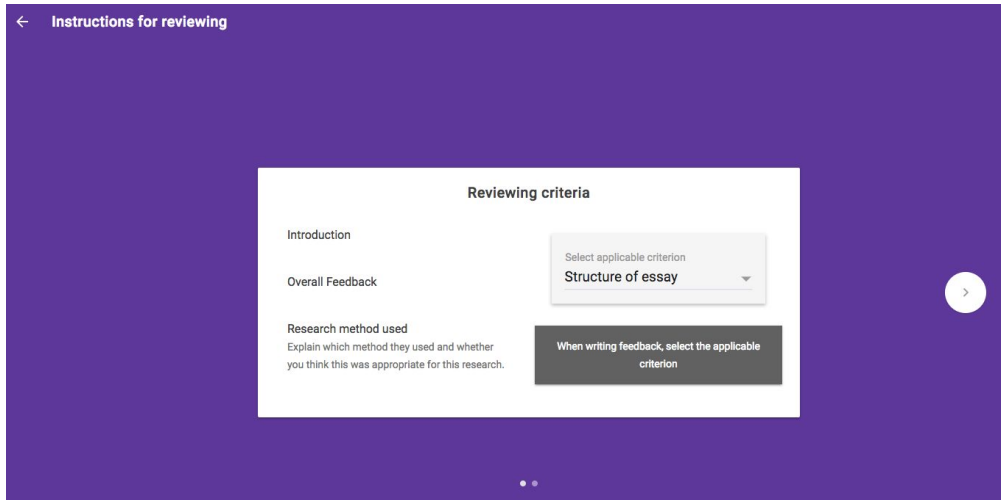 Instructions for reviewing
Reviewing criteria
Introduction
Overall Feedback
Research method used
Explain which method they used and whether
you think this was appropriate for this research.
Select applicable criterion
Structure of essay
When writing feedback, select the applicable
criterion